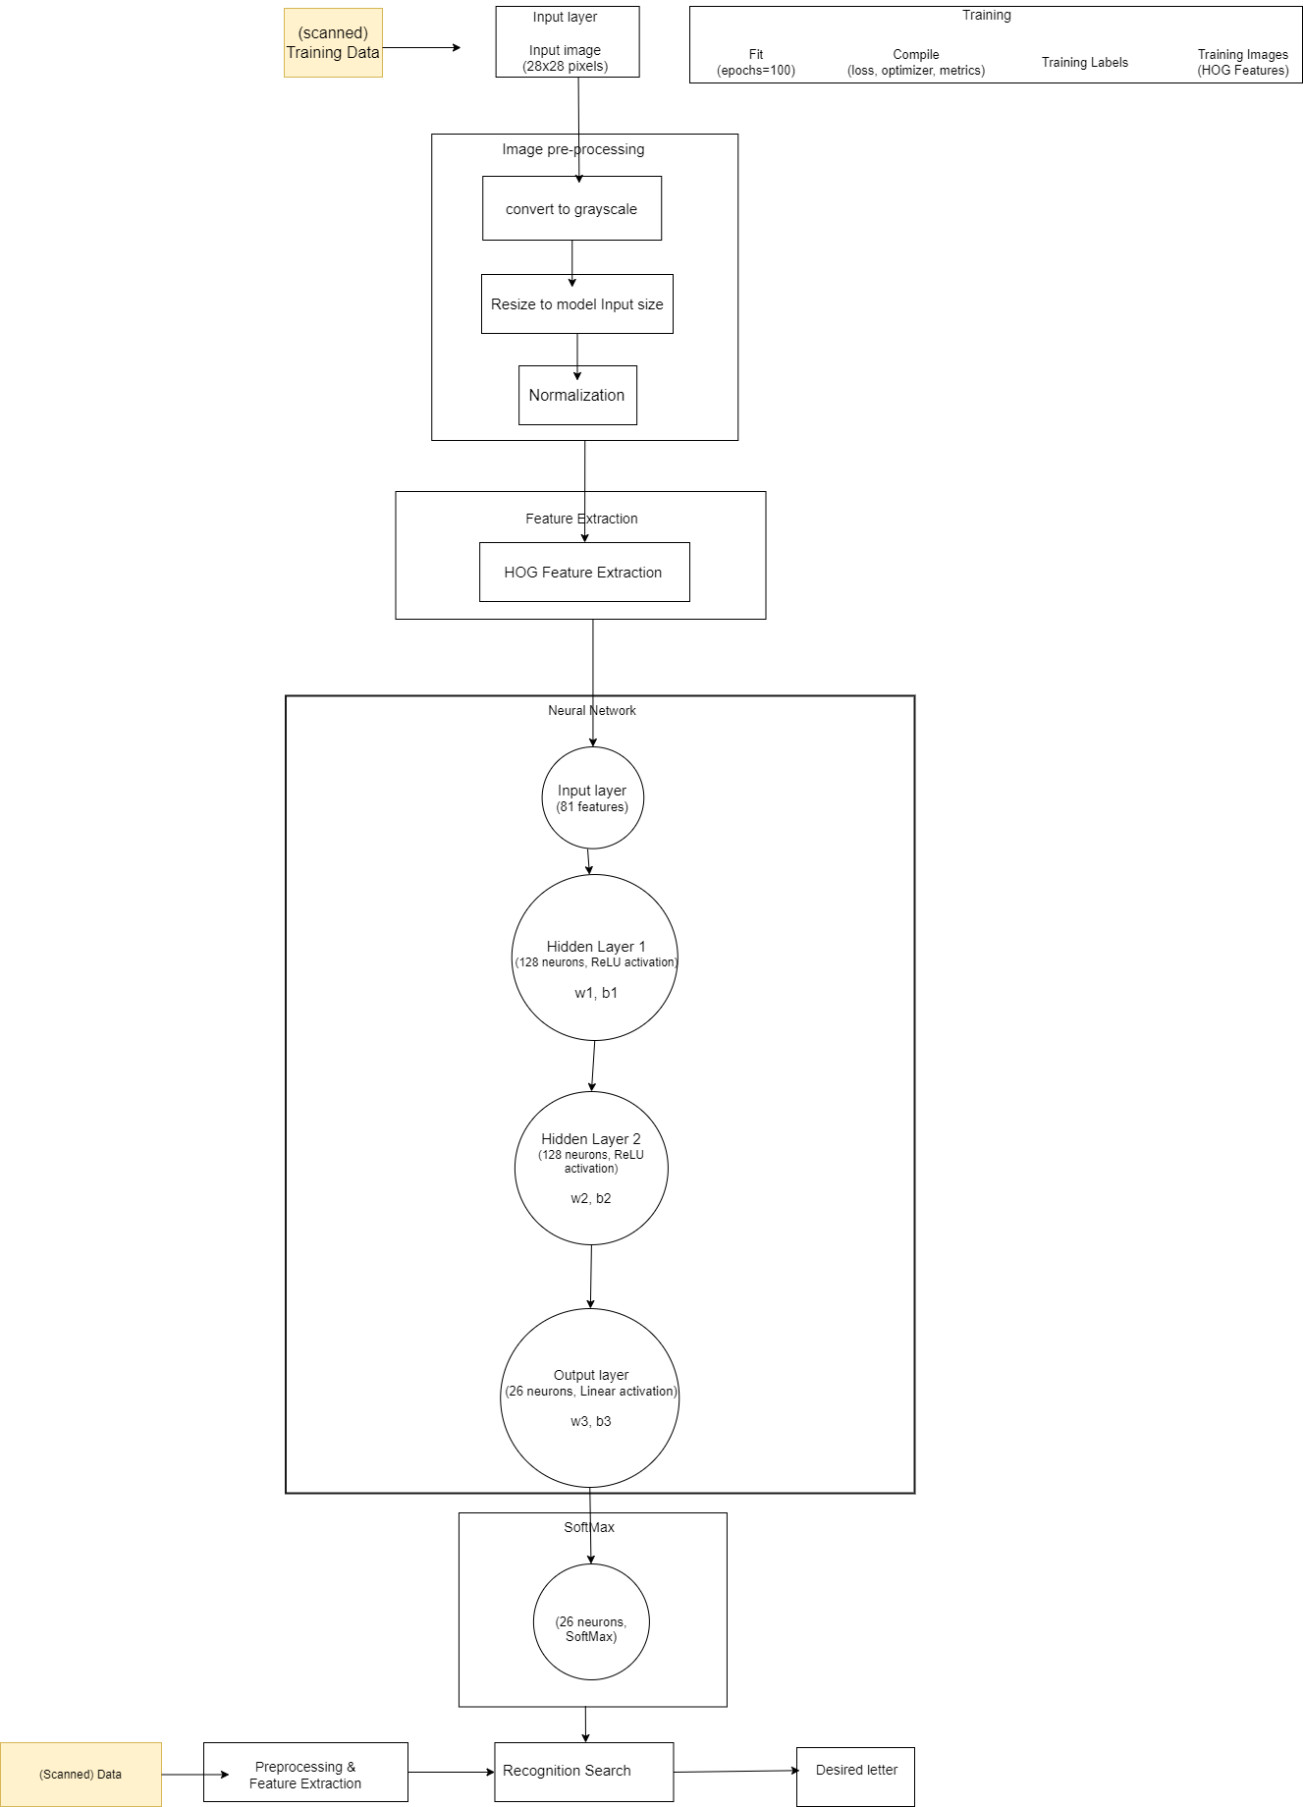 (scanned)
Training Data
Input layer
Input image
(28x28 pixels)
Training
Fit
(epochs=100)
Compile
(loss, optimizer, metrics)
Training Labels
Training Images
(HOG Features)
Image pre-processing
convert to grayscale
Resize to model Input size
Normalization
Feature Extraction
HOG Feature Extraction
Neural Network
Input layer
(81 features)
Hidden Layer 1
(128 neurons, ReLU activation)
w1, b1
Hidden Layer 2
(128 neurons, ReLU
activation)
w2, b2
Output layer
(26 neurons, Linear activation)
w3, b3
SoftMax
(26 neurons,
SoftMax)
(Scanned) Data
Preprocessing &
Feature Extraction
Recognition Search
Desired letter